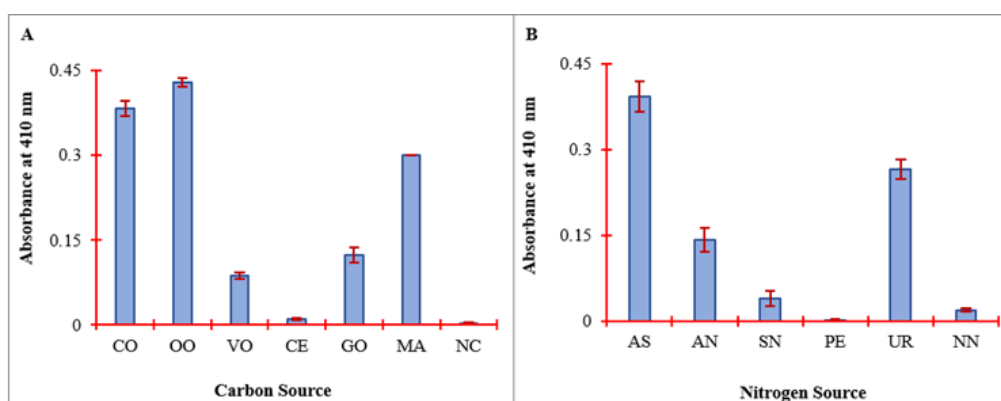 A
Absorbance at 410 nm
0.45
0.3
0.15
0
CO OO VO CE GO MA NC
Carbon Source
B
Absorbance at 410 nm
0.45
0.3
0.15
0
AS AN SN PE UR NN
Nitrogen Source